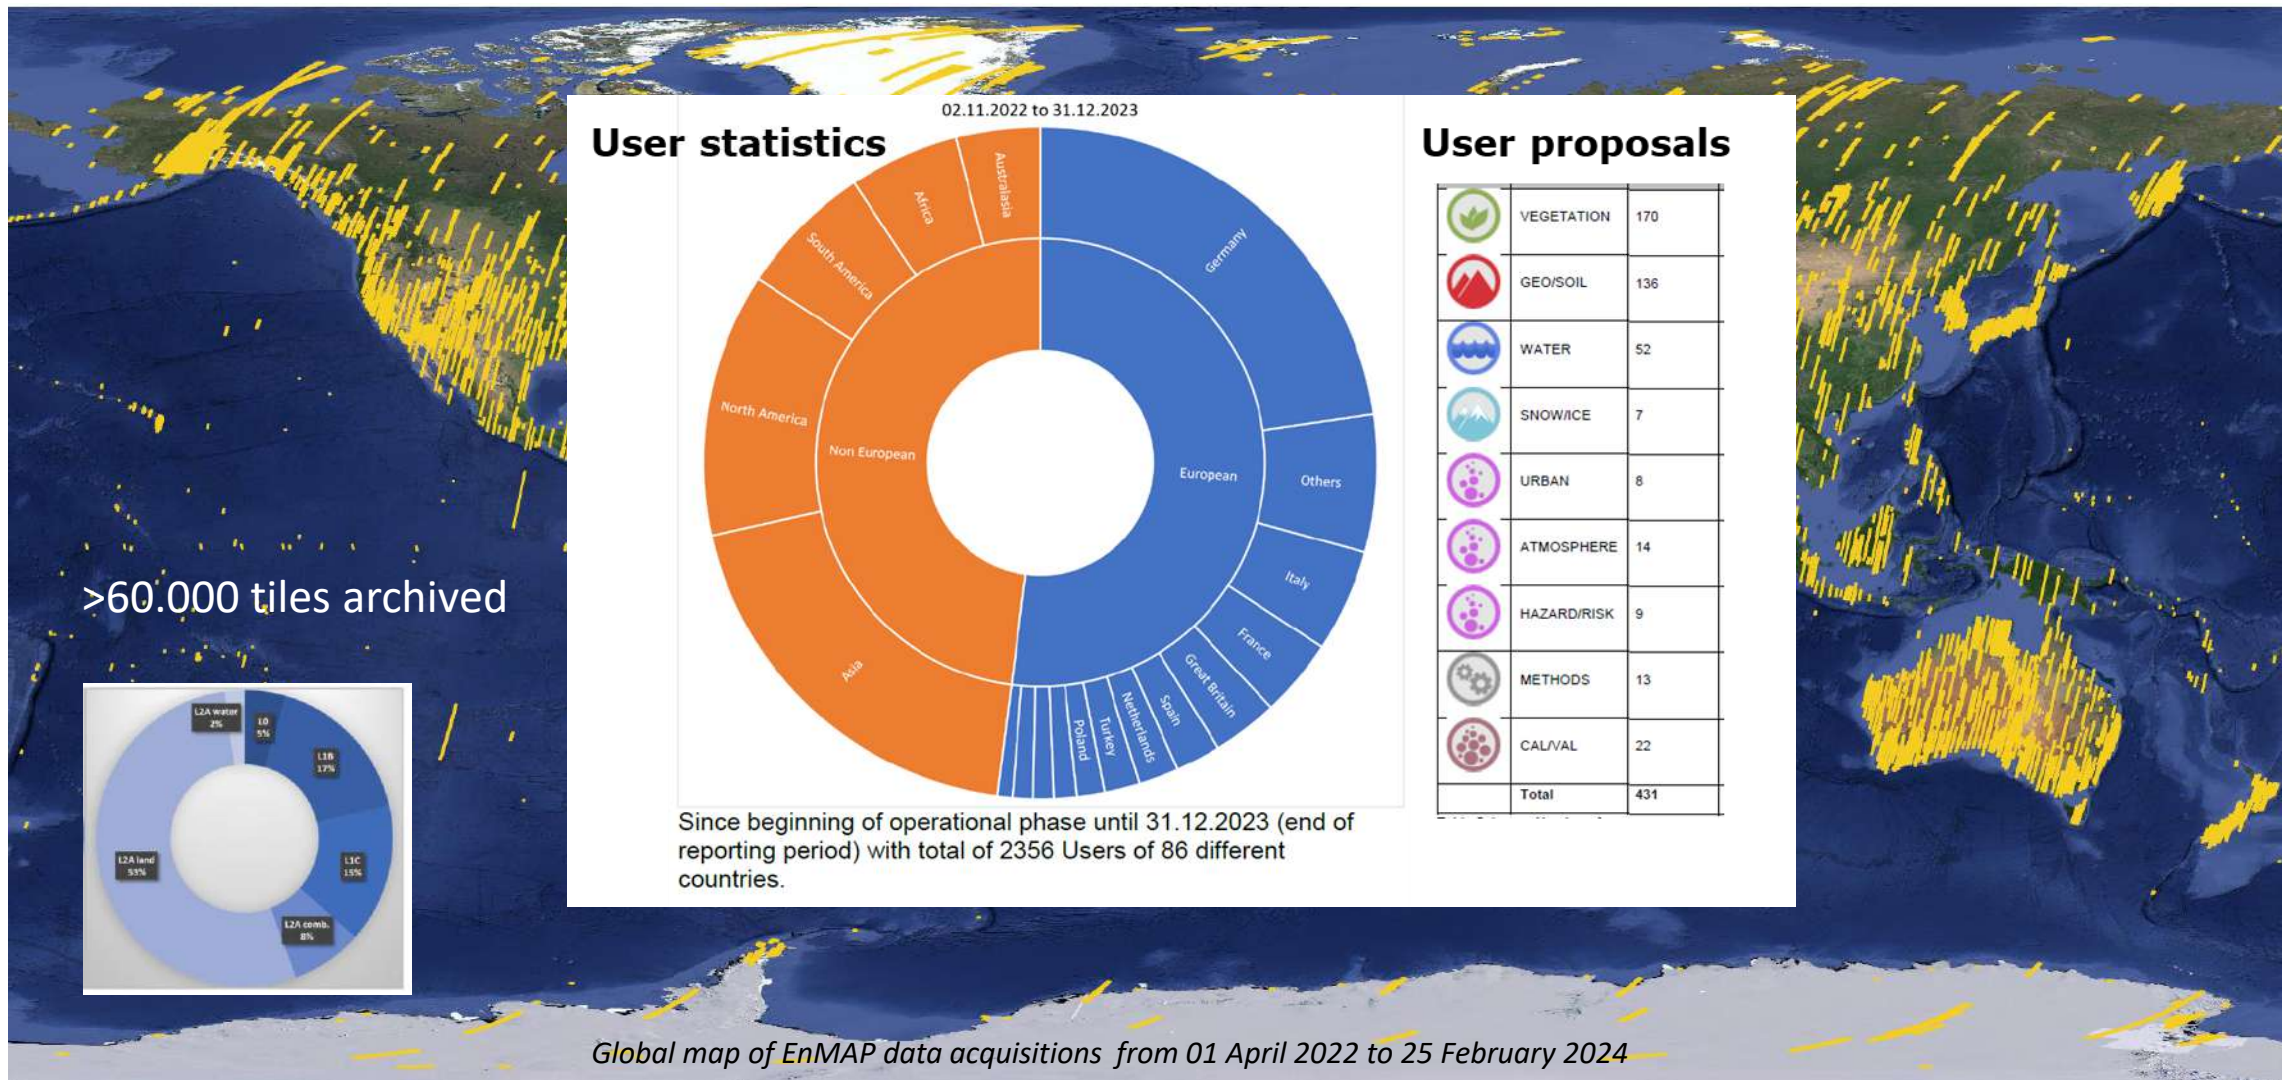 02.11.2022 to 31.12.2023
User statistics
Australasia
Africa
South America
North America
Non European
Asia
Germany
European
Others
Italy
France
Great Britain
Spain
Netherlands
Turkey
Poland
Since beginning of operational phase until 31.12.2023 (end of
reporting period) with total of 2356 Users of 86 different
countries.
User proposals
VEGETATION 170
GEO/SOIL 136
WATER 52
SNOW/ICE 7
URBAN 8
ATMOSPHERE 14
HAZARD/RISK 9
METHODS 13
CAL/VAL 22
Total 431
>60.000 tiles archived
L2A water
2%
L0
5%
L1B
17%
L1C
15%
L2A comb.
8%
L2A land
53%
Global map of EnMAP data acquisitions from 01 April 2022 to 25 February 2024